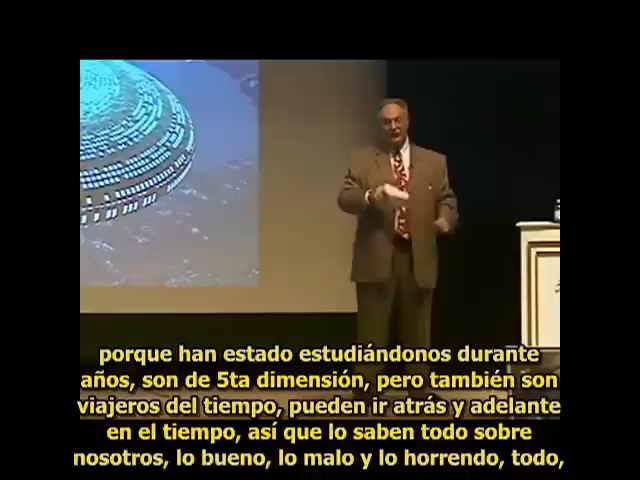 porque han estado estudiándonos durante
años, son de 5ta dimensión, pero también son
viajeros del tiempo, pueden ir atrás y adelante
en el tiempo, así que lo saben todo sobre
nosotros, lo bueno, lo malo y lo horrendo, todo,